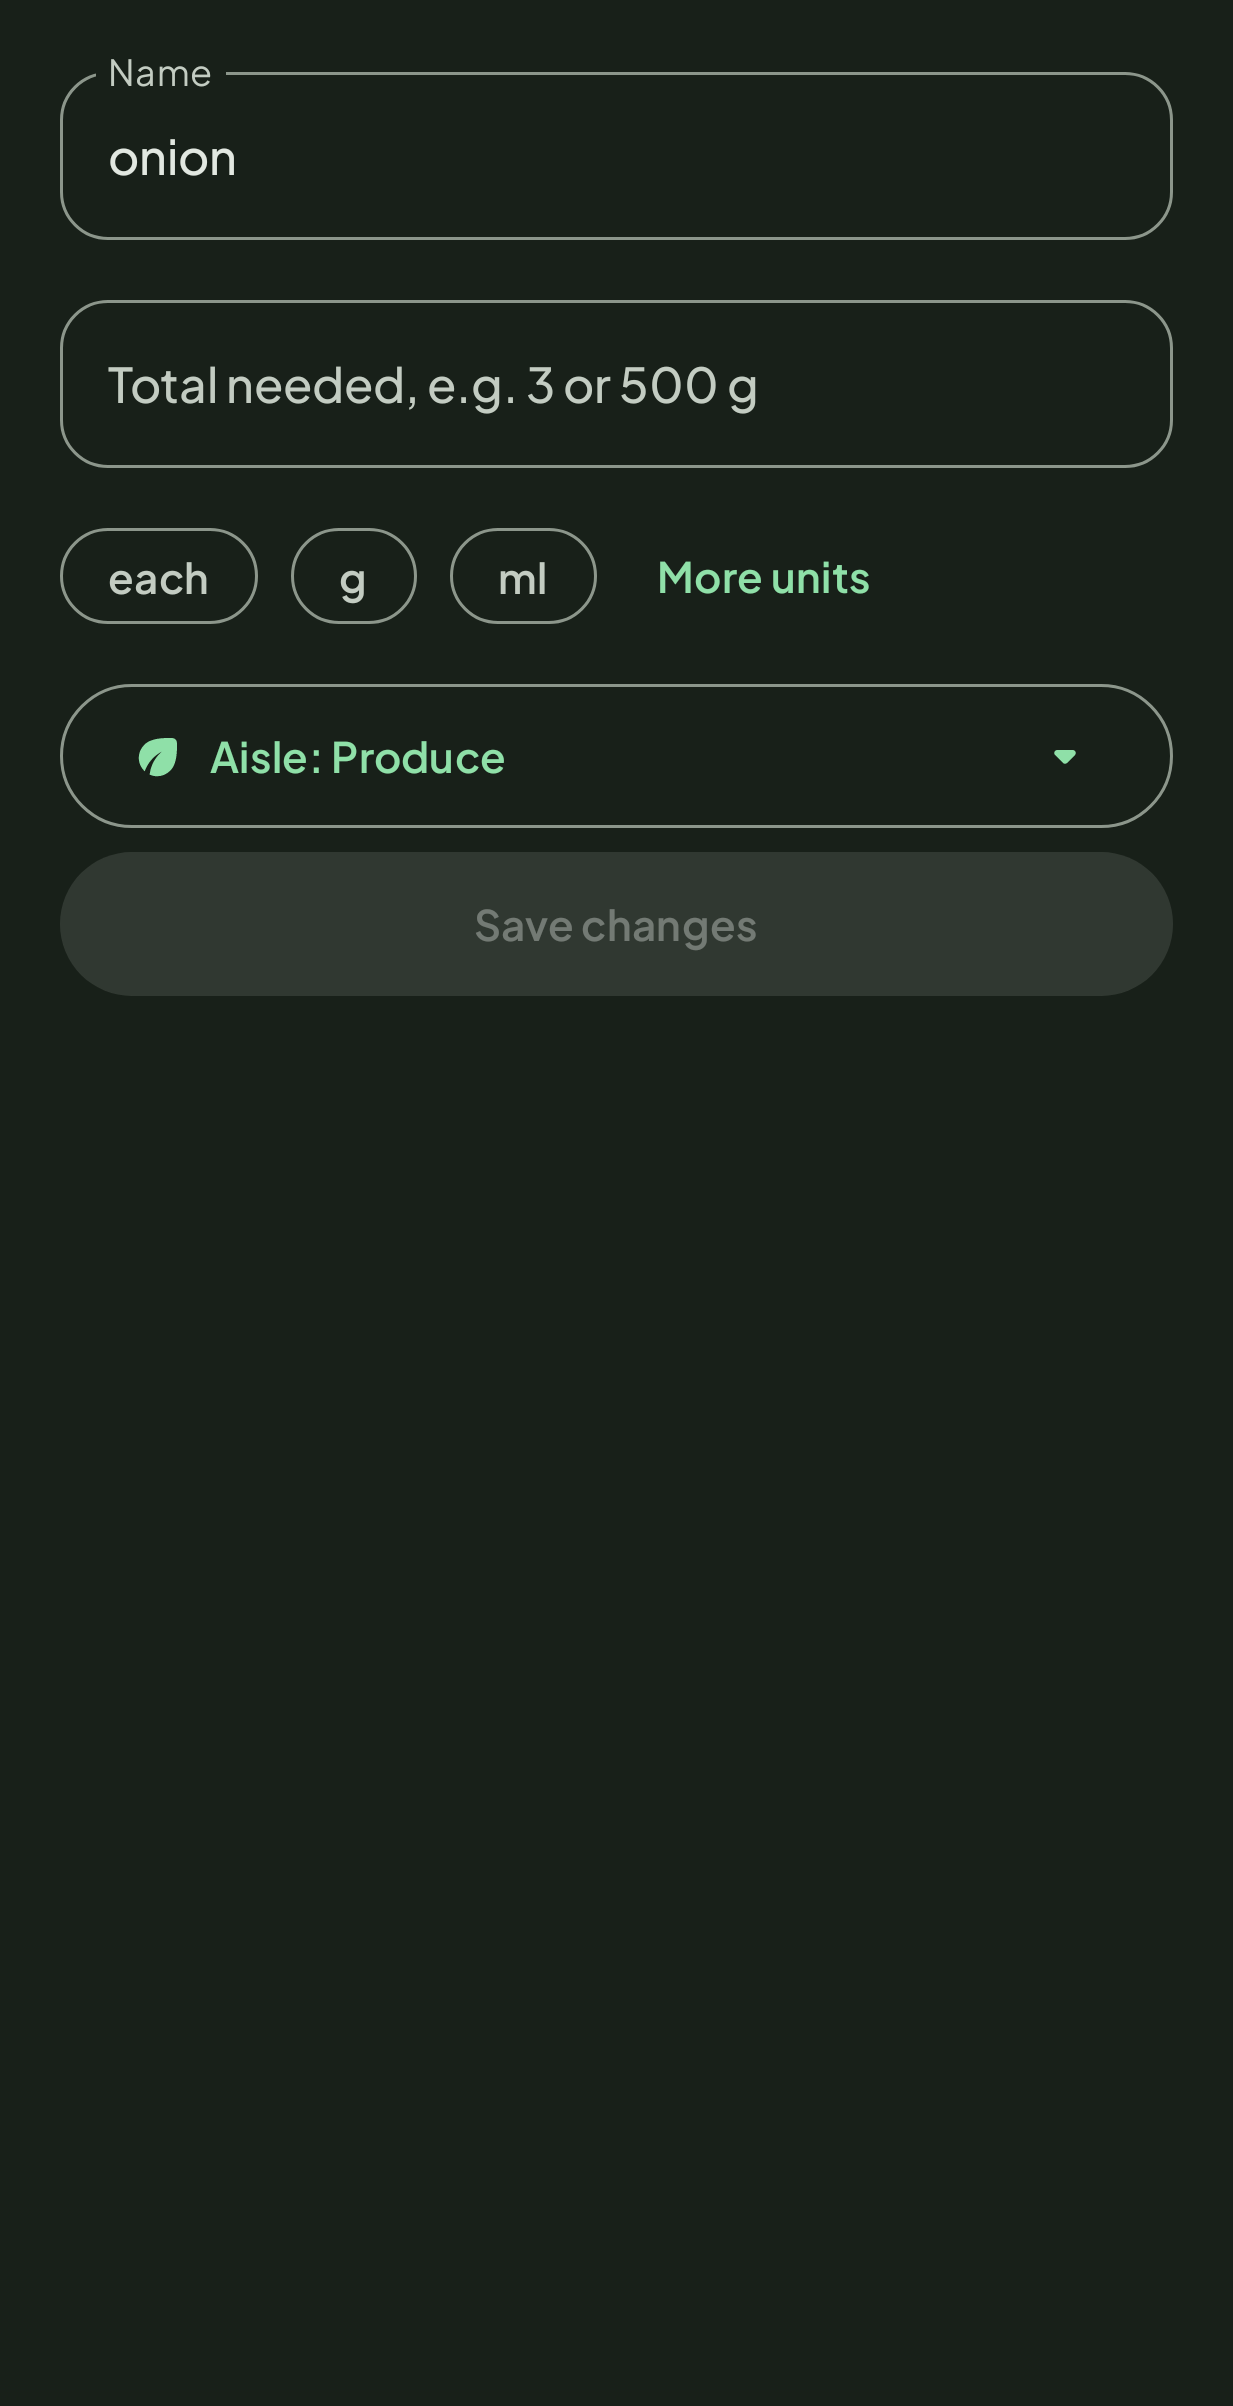 Name
onion
Total needed, e.g. 3 or 500 g
each g ml More units
Aisle: Produce
Save changes